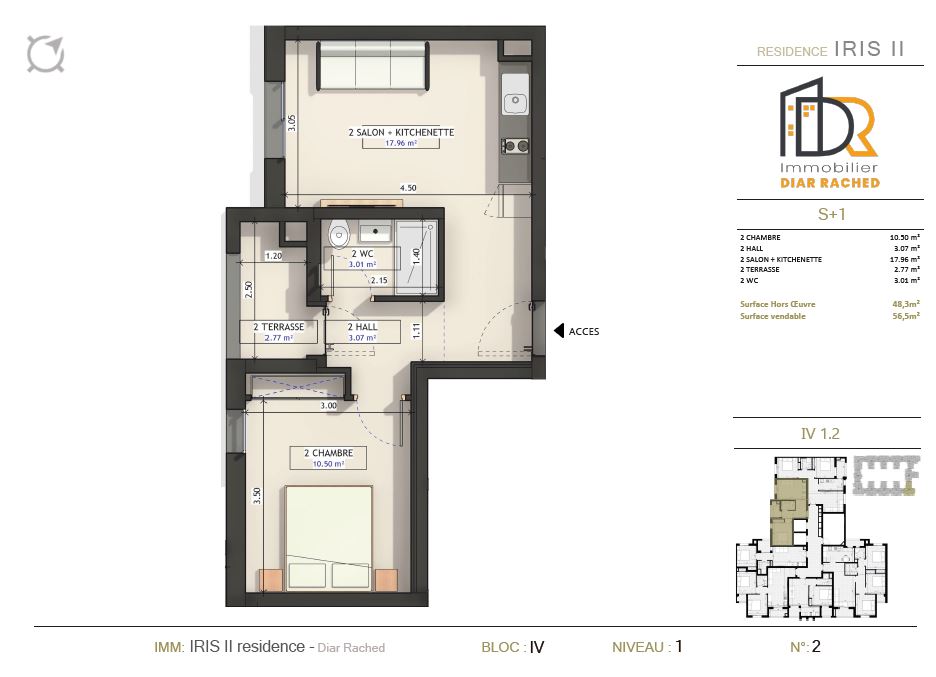 RESIDENCE IRIS II
DR
Immobilier
DIAR RACHED
S+1
2 CHAMBRE 10.50 m²
2 HALL 3.07 m²
2 SALON + KITCHENETTE 17.96 m²
2 TERRASSE 2.77 m²
2 WC 3.01 m²
Surface Hors Œuvre 48,3m²
Surface vendable 56,5m²
3.05
2 SALON + KITCHENETTE
17.96 m²
4.50
1.20
2 WC
3.01 m²
1.40
2.15
2.50
2 TERRASSE
2.77 m²
2 HALL
3.07 m²
1.11
ACCES
3.00
2 CHAMBRE
10.50 m²
3.50
IV 1.2
IMM: IRIS II residence - Diar Rached BLOC : IV NIVEAU : 1 N°: 2